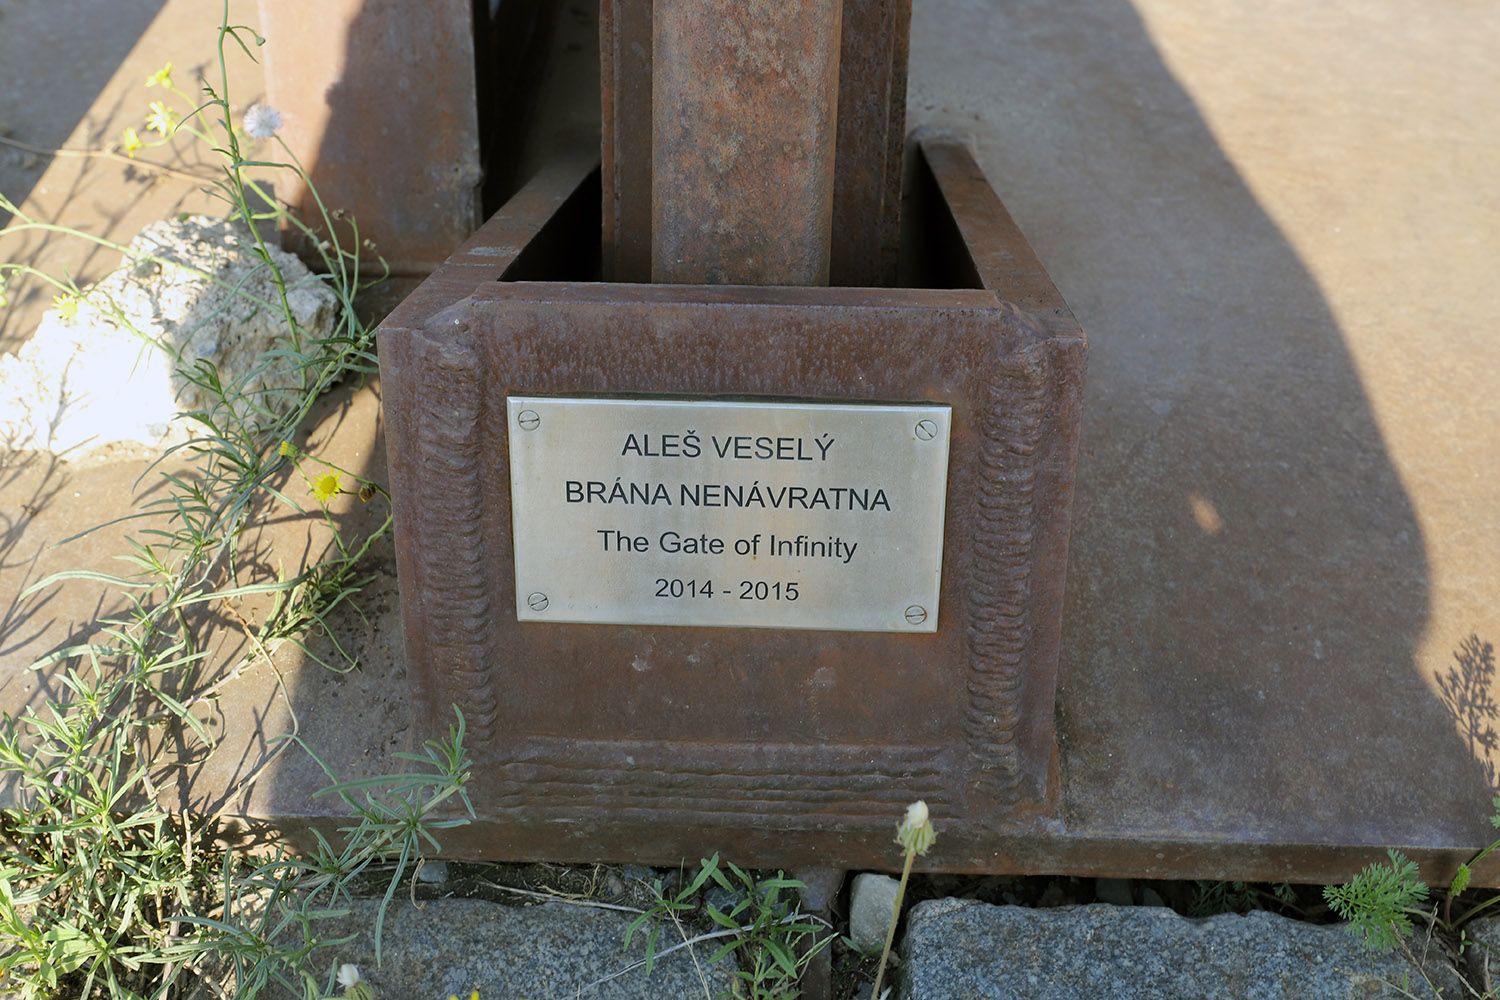 ALEŠ VESELÝ
BRÁNA NENÁVRATNA
The Gate of Infinity
2014 - 2015